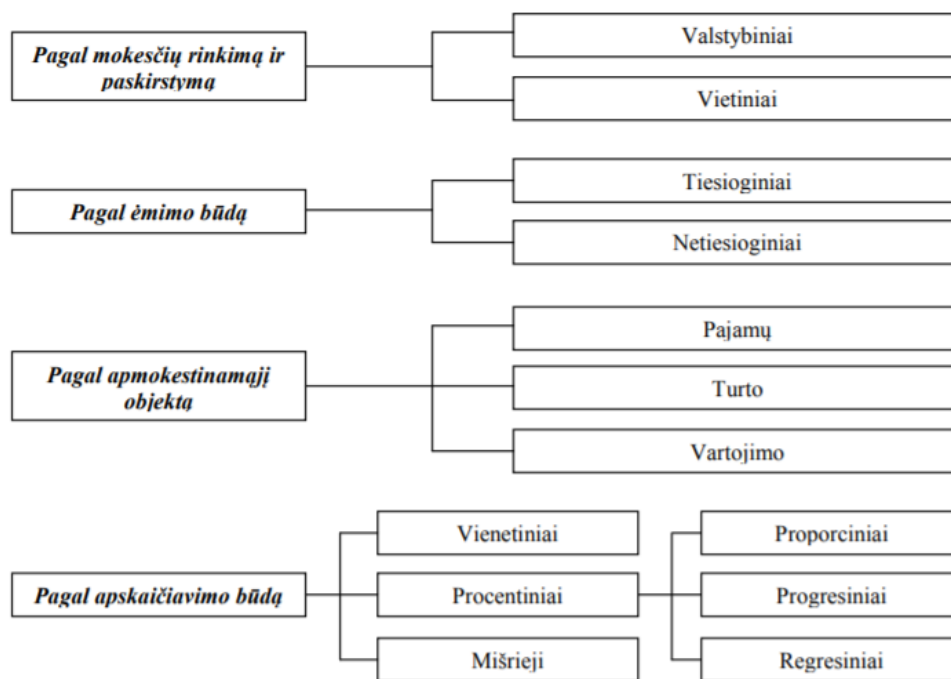 Pagal mokesčių rinkimą ir
paskirstymą
Valstybiniai
Vietiniai
Pagal ėmimo būdą
Tiesioginiai
Netiesioginiai
Pagal apmokestinamąjį
objektą
Pajamų
Turto
Vartojimo
Pagal apskaičiavimo būdą
Vienetiniai
Procentiniai
Mišrieji
Proporciniai
Progresiniai
Regresiniai